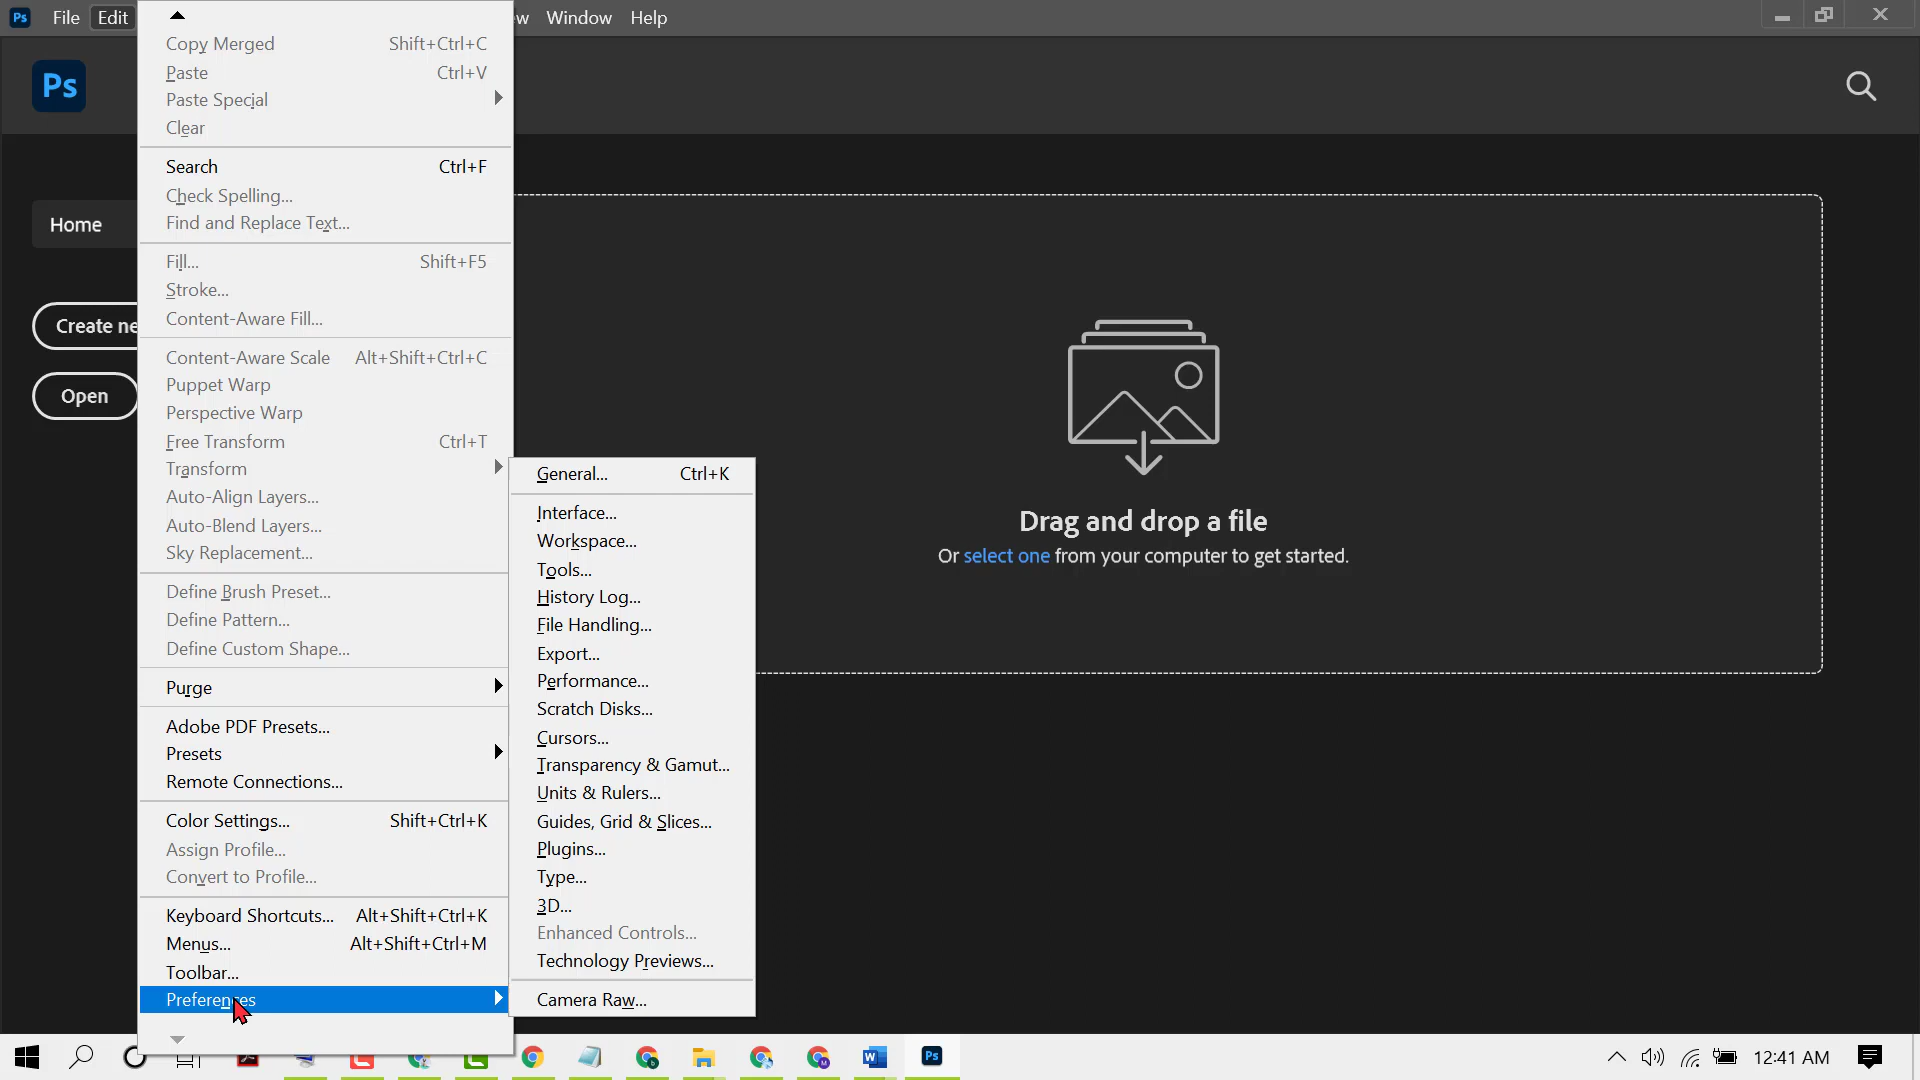 Ps File Edit Window Help
Copy Merged Shift+Ctrl+C
Ps
Paste Ctrl+V
Paste Special
Clear
Search Ctrl+F
Check Spelling...
Find and Replace Text...
Home
Fill... Shift+F5
Stroke...
Content-Aware Fill...
Create ne
Content-Aware Scale Alt+Shift+Ctrl+C
Puppet Warp
Open
Perspective Warp
Free Transform Ctrl+T
Transform
Auto-Align Layers...
Auto-Blend Layers...
Sky Replacement...
Define Brush Preset...
Define Pattern...
Define Custom Shape...
Purge
Adobe PDF Presets...
Presets
Remote Connections...
Color Settings... Shift+Ctrl+K
Assign Profile...
Convert to Profile...
Keyboard Shortcuts... Alt+Shift+Ctrl+K
Menus... Alt+Shift+Ctrl+M
Toolbar...
Preferences
General... Ctrl+K
Interface...
Workspace...
Tools...
History Log...
File Handling...
Export...
Performance...
Scratch Disks...
Cursors...
Transparency & Gamut...
Units & Rulers...
Guides, Grid & Slices...
Plugins...
Type...
3D...
Enhanced Controls...
Technology Previews...
Camera Raw...
Drag and drop a file
Or select one from your computer to get started.
Ps
12:41 AM